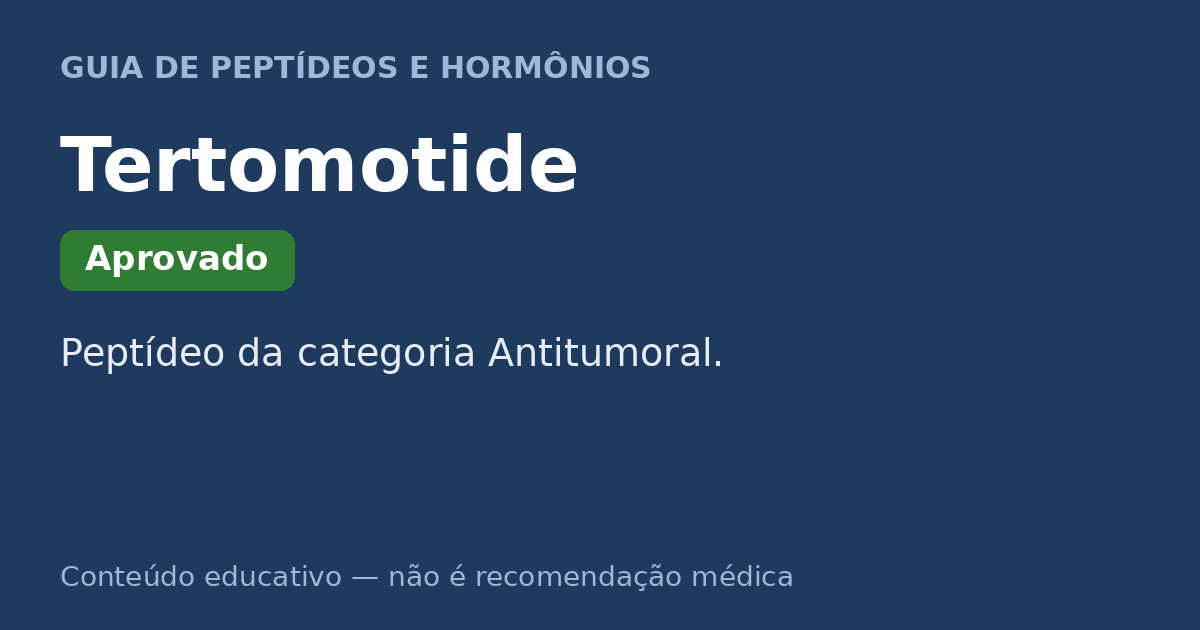 GUIA DE PEPTÍDEOS E HORMÔNIOS
Tertomotide
Aprovado
Peptídeo da categoria Antitumoral.
Conteúdo educativo — não é recomendação médica